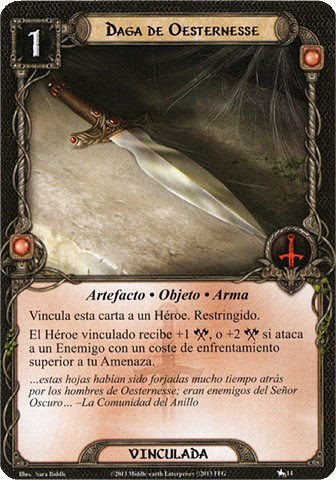 1
DAGA DE OESTERNESSE
Artefacto • Objeto • Arma
Vincula esta carta a un Héroe. Restringido.
El Héroe vinculado recibe +1 , o +2 si ataca
a un Enemigo con un coste de enfrentamiento
superior a tu Amenaza.
…estas hojas habían sido forjadas mucho tiempo atrás
por los hombres de Oesternesse; eran enemigos del Señor
Oscuro… –La Comunidad del Anillo
VINCULADA
Illus. Sara Biddle ©2013 Middle-earth Enterprises ©2013 FFG 14